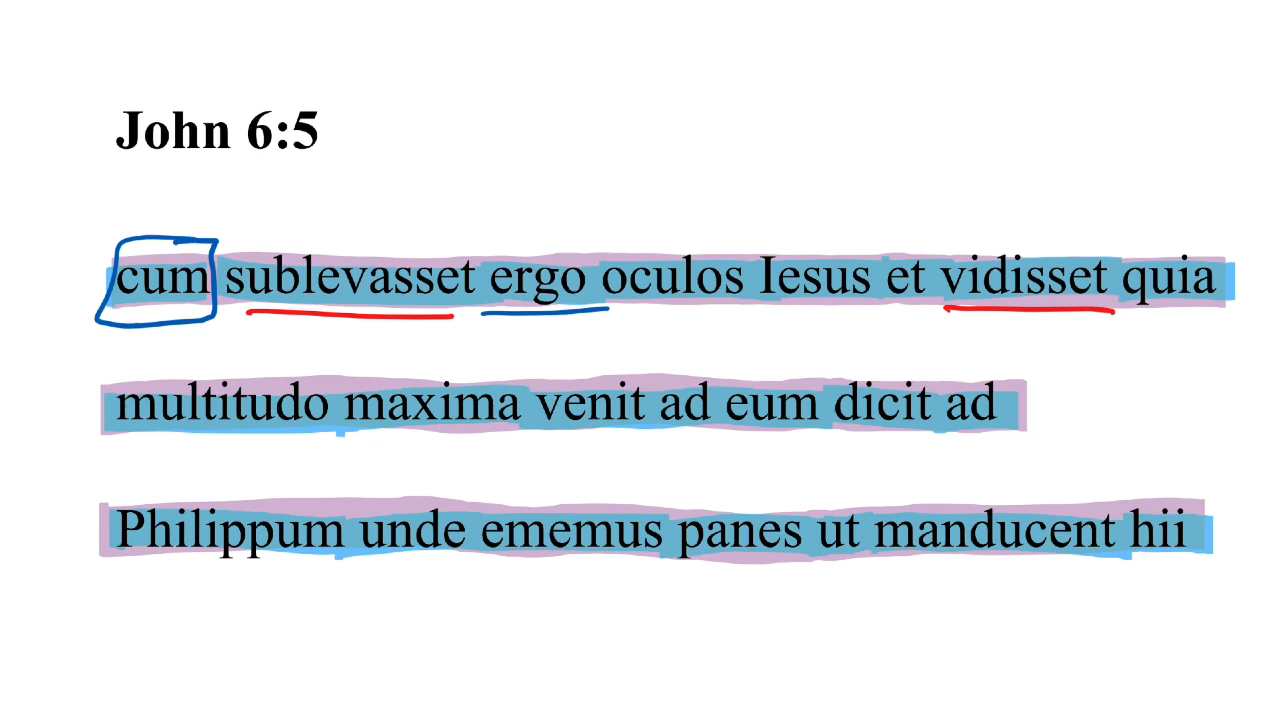 John 6:5
cum sublevasset ergo oculos Iesus et vidisset quia
multitudo maxima venit ad eum dicit ad
Philippum unde ememus panes ut manducent hii